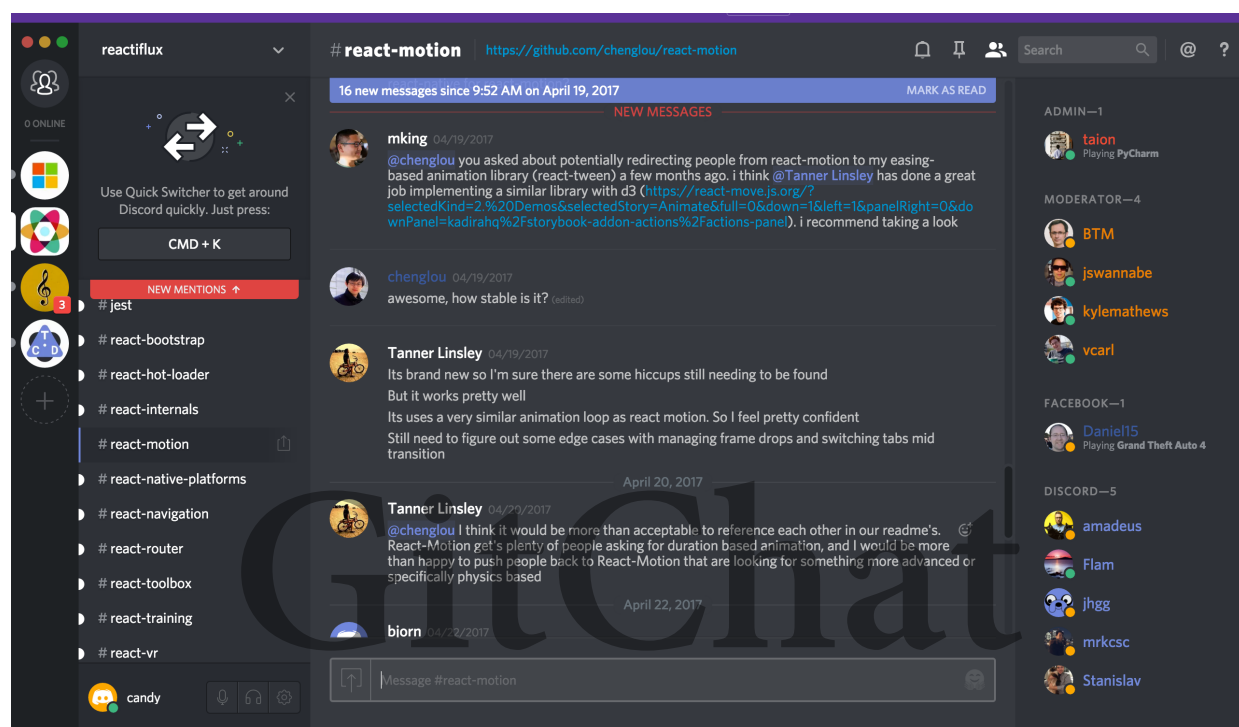 reactiflux
#react-motion
https://github.com/chenglou/react-motion
Search
@
?
0 ONLINE
3
T
C D
Use Quick Switcher to get around
Discord quickly. Just press:
CMD + K
NEW MENTIONS ↑
# jest
# react-bootstrap
# react-hot-loader
# react-internals
# react-motion
# react-native-platforms
# react-navigation
# react-router
# react-toolbox
# react-training
# react-vr
candy
react-native for react-motion?
16 new messages since 9:52 AM on April 19, 2017
MARK AS READ
NEW MESSAGES
mking 04/19/2017
@chenglou you asked about potentially redirecting people from react-motion to my easing-
based animation library (react-tween) a few months ago. i think @Tanner Linsley has done a great
job implementing a similar library with d3 (https://react-move.js.org/?
selectedKind=2.%20Demos&selectedStory=Animate&full=0&down=1&left=1&panelRight=0&do
wnPanel=kadirahq%2Fstorybook-addon-actions%2Factions-panel). i recommend taking a look
chenglou 04/19/2017
awesome, how stable is it? (edited)
Tanner Linsley 04/19/2017
Its brand new so I'm sure there are some hiccups still needing to be found
But it works pretty well
Its uses a very similar animation loop as react motion. So I feel pretty confident
Still need to figure out some edge cases with managing frame drops and switching tabs mid
transition
April 20, 2017
Tanner Linsley 04/20/2017
@chenglou I think it would be more than acceptable to reference each other in our readme's.
React-Motion get's plenty of people asking for duration based animation, and I would be more
than happy to push people back to React-Motion that are looking for something more advanced or
specifically physics based
April 22, 2017
biorn 04/22/2017
Message #react-motion
ADMIN—1
taion
Playing PyCharm
MODERATOR—4
BTM
jswannabe
kylemathews
vcarl
FACEBOOK—1
Daniel15
Playing Grand Theft Auto 4
DISCORD—5
amadeus
Flam
jhgg
mrkcsc
Stanislav
GitChat